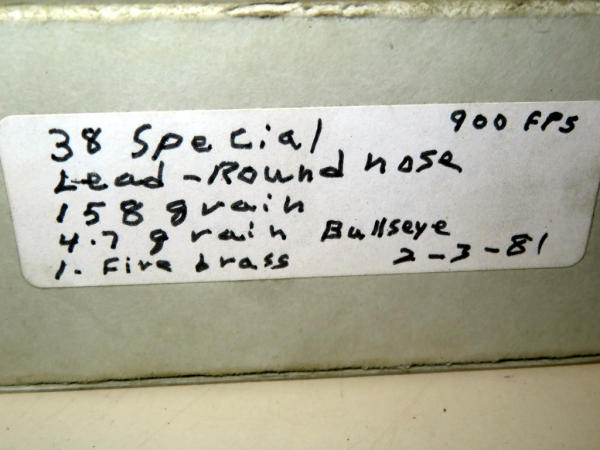 38 Special 900 FPS
Lead-Round nose
158 grain
4.7 grain Bullseye
1. Fire brass 2-3-81